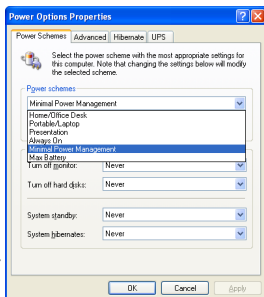 Power Options Properties
Power Schemes Advanced Hibernate UPS
Select the power scheme with the most appropriate settings for
this computer. Note that changing the settings below will modify
the selected scheme.
Power schemes
Minimal Power Management
Home/Office Desk
Portable/Laptop
Presentation
Always On
Minimal Power Management
Max Battery
Turn off monitor: Never
Turn off hard disks: Never
System standby: Never
System hibernates: Never
OK Cancel Apply